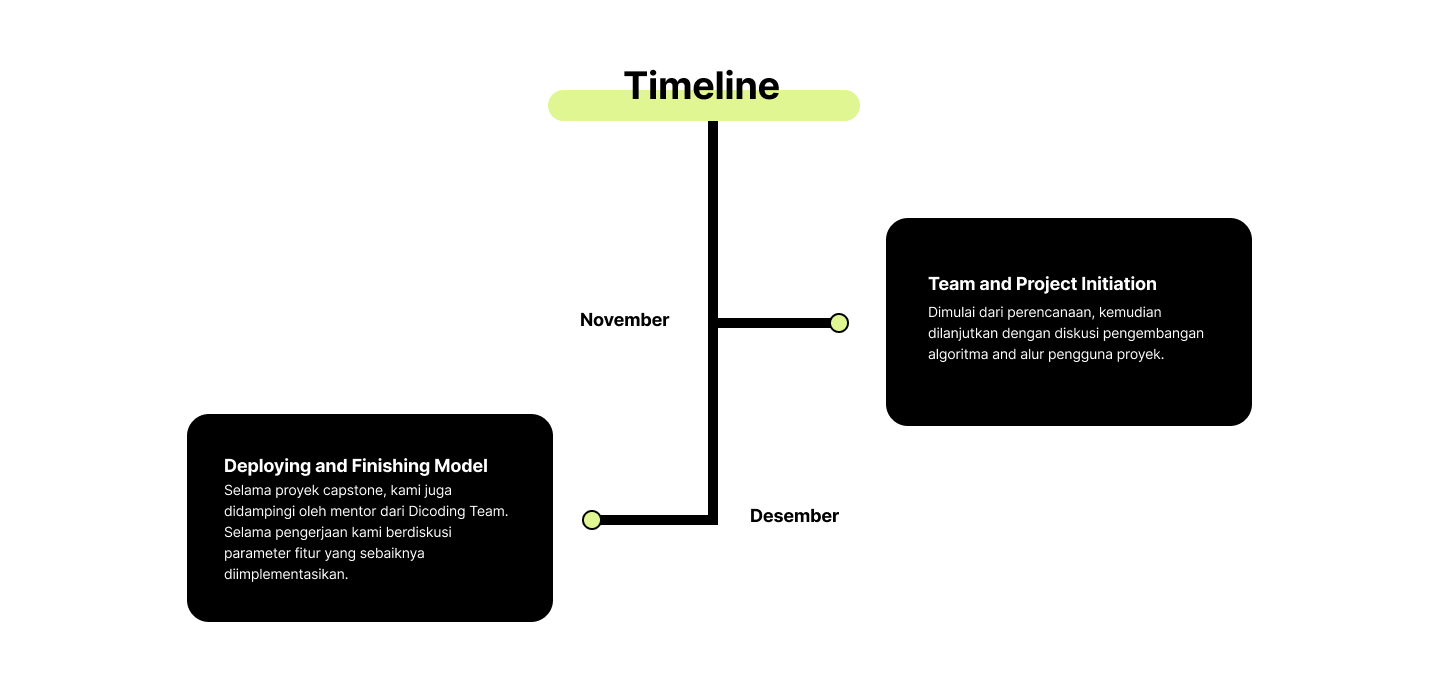 Timeline
November
Team and Project Initiation
Dimulai dari perencanaan, kemudian
dilanjutkan dengan diskusi pengembangan
algoritma and alur pengguna proyek.
Deploying and Finishing Model
Selama proyek capstone, kami juga
didampingi oleh mentor dari Dicoding Team.
Selama pengerjaan kami berdiskusi
parameter fitur yang sebaiknya
diimplementasikan.
Desember